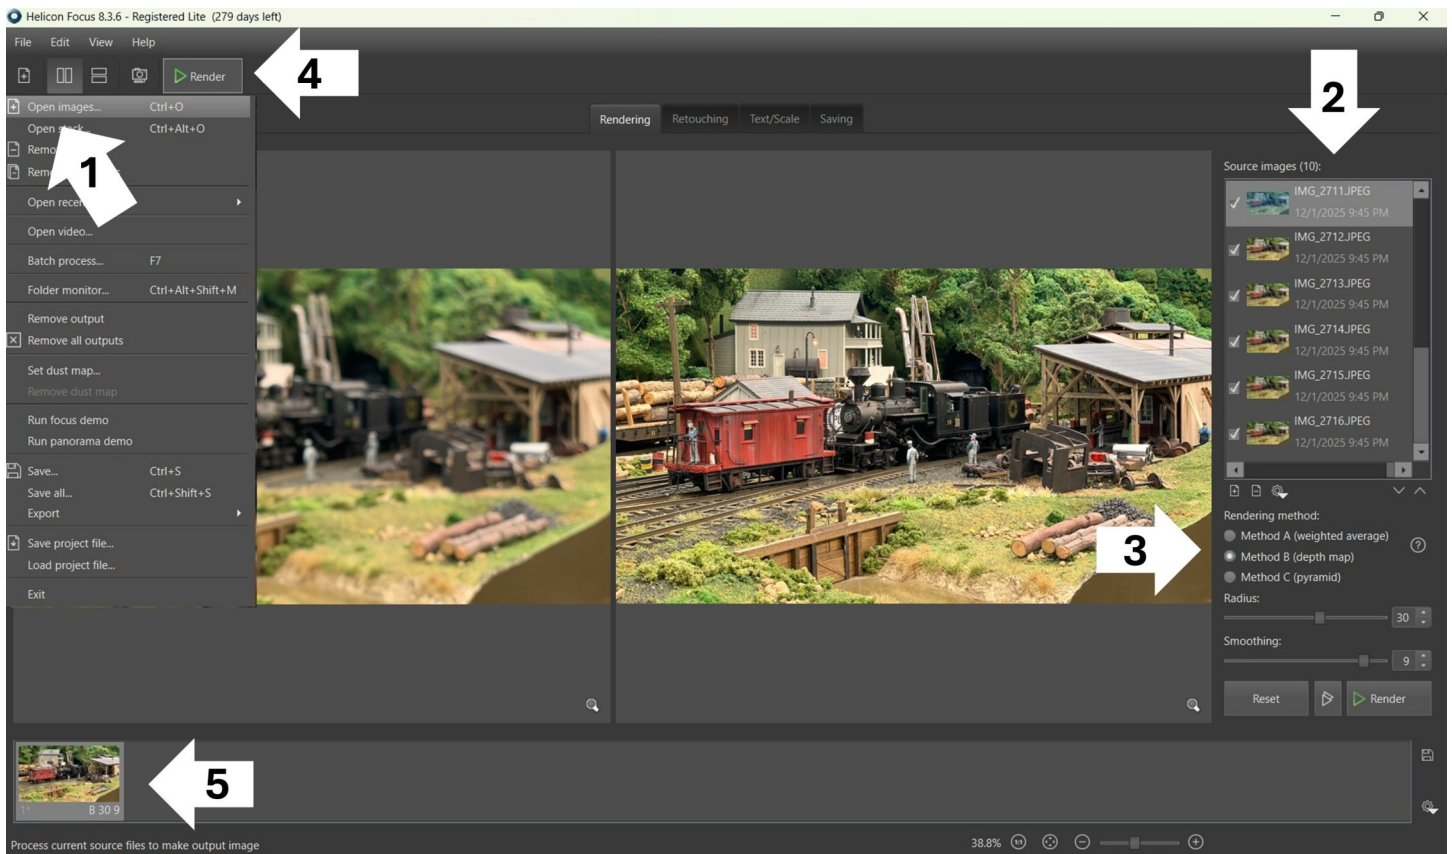 Helicon Focus 8.3.6 - Registered Lite (279 days left)
File Edit View Help
Render
4
2
Open images... Ctrl+O
Open stack... Ctrl+Alt+O
Remo
Rem
1
Open recen
Open video...
Batch process... F7
Folder monitor... Ctrl+Alt+Shift+M
Remove output
Remove all outputs
Set dust map...
Remove dust map
Run focus demo
Run panorama demo
Save... Ctrl+S
Save all... Ctrl+Shift+S
Export
Save project file...
Load project file...
Exit
Rendering Retouching Text/Scale Saving
Source images (10):
IMG_2711.JPEG
12/1/2025 9:45 PM
IMG_2712.JPEG
12/1/2025 9:45 PM
IMG_2713.JPEG
12/1/2025 9:45 PM
IMG_2714.JPEG
12/1/2025 9:45 PM
IMG_2715.JPEG
12/1/2025 9:45 PM
IMG_2716.JPEG
12/1/2025 9:45 PM
3
Rendering method:
Method A (weighted average)
Method B (depth map)
Method C (pyramid)
Radius:
30
Smoothing:
9
Reset Render
5
1* B 30 9
Process current source files to make output image
38.8% 1:1